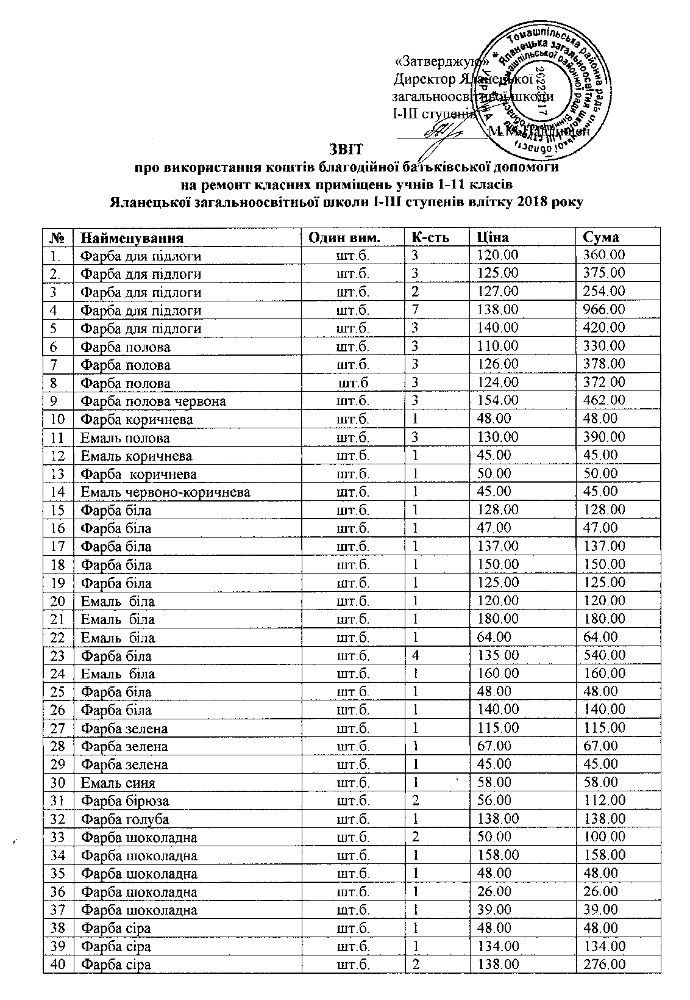 «Затверджую»
Директор Яланецької
загальноосвітньої школи
І-ІІІ ступенів
М.М.Павлишен
Томашпільська районна рада
Яланецька загальноосвітня школа
Томашпільської районної ради
УКРАЇНА
ЗВІТ
про використання коштів благодійної батьківської допомоги
на ремонт класних приміщень учнів 1-11 класів
Яланецької загальноосвітньої школи І-ІІІ ступенів влітку 2018 року
№ Найменування Один вим. К-сть Ціна Сума
1. Фарба для підлоги шт.б. 3 120.00 360.00
2. Фарба для підлоги шт.б. 3 125.00 375.00
3 Фарба для підлоги шт.б. 2 127.00 254.00
4 Фарба для підлоги шт.б. 7 138.00 966.00
5 Фарба для підлоги шт.б. 3 140.00 420.00
6 Фарба полова шт.б. 3 110.00 330.00
7 Фарба полова шт.б. 3 126.00 378.00
8 Фарба полова шт.б 3 124.00 372.00
9 Фарба полова червона шт.б. 3 154.00 462.00
10 Фарба коричнева шт.б. 1 48.00 48.00
11 Емаль полова шт.б. 3 130.00 390.00
12 Емаль коричнева шт.б. 1 45.00 45.00
13 Фарба коричнева шт.б. 1 50.00 50.00
14 Емаль червоно-коричнева шт.б. 1 45.00 45.00
15 Фарба біла шт.б. 1 128.00 128.00
16 Фарба біла шт.б. 1 47.00 47.00
17 Фарба біла шт.б. 1 137.00 137.00
18 Фарба біла шт.б. 1 150.00 150.00
19 Фарба біла шт.б. 1 125.00 125.00
20 Емаль біла шт.б. 1 120.00 120.00
21 Емаль біла шт.б. 1 180.00 180.00
22 Емаль біла шт.б. 1 64.00 64.00
23 Фарба біла шт.б. 4 135.00 540.00
24 Емаль біла шт.б. 1 160.00 160.00
25 Фарба біла шт.б. 1 48.00 48.00
26 Фарба біла шт.б. 1 140.00 140.00
27 Фарба зелена шт.б. 1 115.00 115.00
28 Фарба зелена шт.б. 1 67.00 67.00
29 Фарба зелена шт.б. 1 45.00 45.00
30 Емаль синя шт.б. 1 58.00 58.00
31 Фарба бірюза шт.б. 2 56.00 112.00
32 Фарба голуба шт.б. 1 138.00 138.00
33 Фарба шоколадна шт.б. 2 50.00 100.00
34 Фарба шоколадна шт.б. 1 158.00 158.00
35 Фарба шоколадна шт.б. 1 48.00 48.00
36 Фарба шоколадна шт.б. 1 26.00 26.00
37 Фарба шоколадна шт.б. 1 39.00 39.00
38 Фарба сіра шт.б. 1 48.00 48.00
39 Фарба сіра шт.б. 1 134.00 134.00
40 Фарба сіра шт.б. 2 138.00 276.00